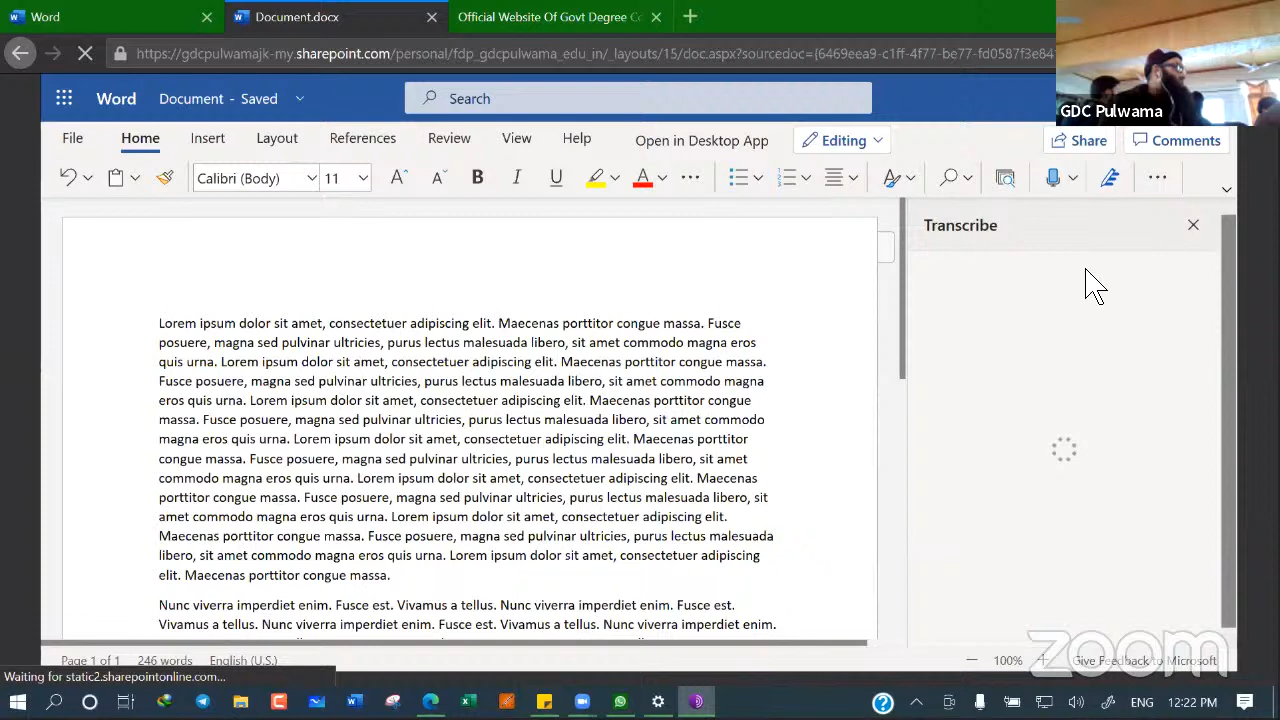 Word
Document.docx
Official Website Of Govt Degree Co
https://gdcpulwamajk-my.sharepoint.com/personal/fdp_gdcpulwama_edu_in/_layouts/15/doc.aspx?sourcedoc={6469eea9-c1ff-4f77-be77-fd0587f3e84
GDC Pulwama
Word Document - Saved
Search
File Home Insert Layout References Review View Help Open in Desktop App Editing Share Comments
Calibri (Body) 11 A A B I U A
Transcribe
Lorem ipsum dolor sit amet, consectetuer adipiscing elit. Maecenas porttitor congue massa. Fusce
posuere, magna sed pulvinar ultricies, purus lectus malesuada libero, sit amet commodo magna eros
quis urna. Lorem ipsum dolor sit amet, consectetuer adipiscing elit. Maecenas porttitor congue massa.
Fusce posuere, magna sed pulvinar ultricies, purus lectus malesuada libero, sit amet commodo magna
eros quis urna. Lorem ipsum dolor sit amet, consectetuer adipiscing elit. Maecenas porttitor congue
massa. Fusce posuere, magna sed pulvinar ultricies, purus lectus malesuada libero, sit amet commodo
magna eros quis urna. Lorem ipsum dolor sit amet, consectetuer adipiscing elit. Maecenas porttitor
congue massa. Fusce posuere, magna sed pulvinar ultricies, purus lectus malesuada libero, sit amet
commodo magna eros quis urna. Lorem ipsum dolor sit amet, consectetuer adipiscing elit. Maecenas
porttitor congue massa. Fusce posuere, magna sed pulvinar ultricies, purus lectus malesuada libero, sit
amet commodo magna eros quis urna. Lorem ipsum dolor sit amet, consectetuer adipiscing elit.
Maecenas porttitor congue massa. Fusce posuere, magna sed pulvinar ultricies, purus lectus malesuada
libero, sit amet commodo magna eros quis urna. Lorem ipsum dolor sit amet, consectetuer adipiscing
elit. Maecenas porttitor congue massa.
Nunc viverra imperdiet enim. Fusce est. Vivamus a tellus. Nunc viverra imperdiet enim. Fusce est.
Vivamus a tellus. Nunc viverra imperdiet enim. Fusce est. Vivamus a tellus. Nunc viverra imperdiet enim.
zoom
Page 1 of 1 246 words English (U.S.) 100% Give Feedback to Microsoft
Waiting for static2.sharepointonline.com...
ENG 12:22 PM